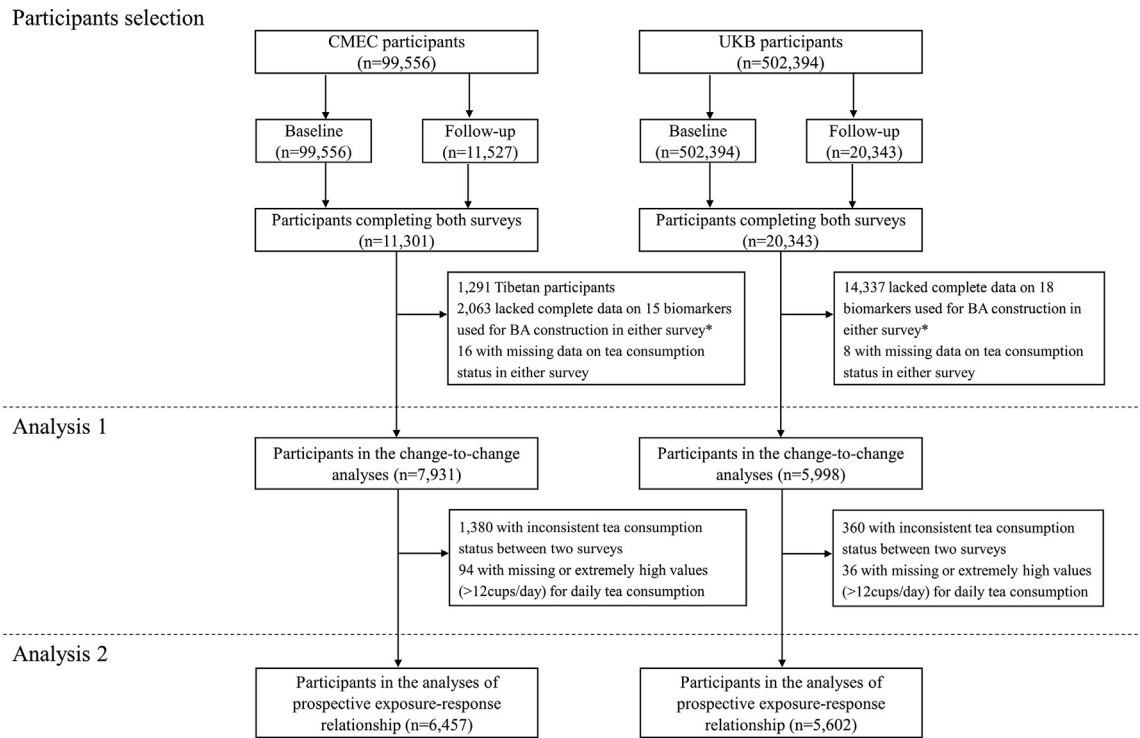 Participants selection
CMEC participants
(n=99,556)
UKB participants
(n=502,394)
Baseline
(n=99,556)
Follow-up
(n=11,527)
Baseline
(n=502,394)
Follow-up
(n=20,343)
Participants completing both surveys
(n=11,301)
Participants completing both surveys
(n=20,343)
1,291 Tibetan participants
2,063 lacked complete data on 15 biomarkers
used for BA construction in either survey*
16 with missing data on tea consumption
status in either survey
14,337 lacked complete data on 18
biomarkers used for BA construction in
either survey*
8 with missing data on tea consumption
status in either survey
Analysis 1
Participants in the change-to-change
analyses (n=7,931)
Participants in the change-to-change
analyses (n=5,998)
1,380 with inconsistent tea consumption
status between two surveys
94 with missing or extremely high values
(>12cups/day) for daily tea consumption
360 with inconsistent tea consumption
status between two surveys
36 with missing or extremely high values
(>12cups/day) for daily tea consumption
Analysis 2
Participants in the analyses of
prospective exposure-response
relationship (n=6,457)
Participants in the analyses of
prospective exposure-response
relationship (n=5,602)